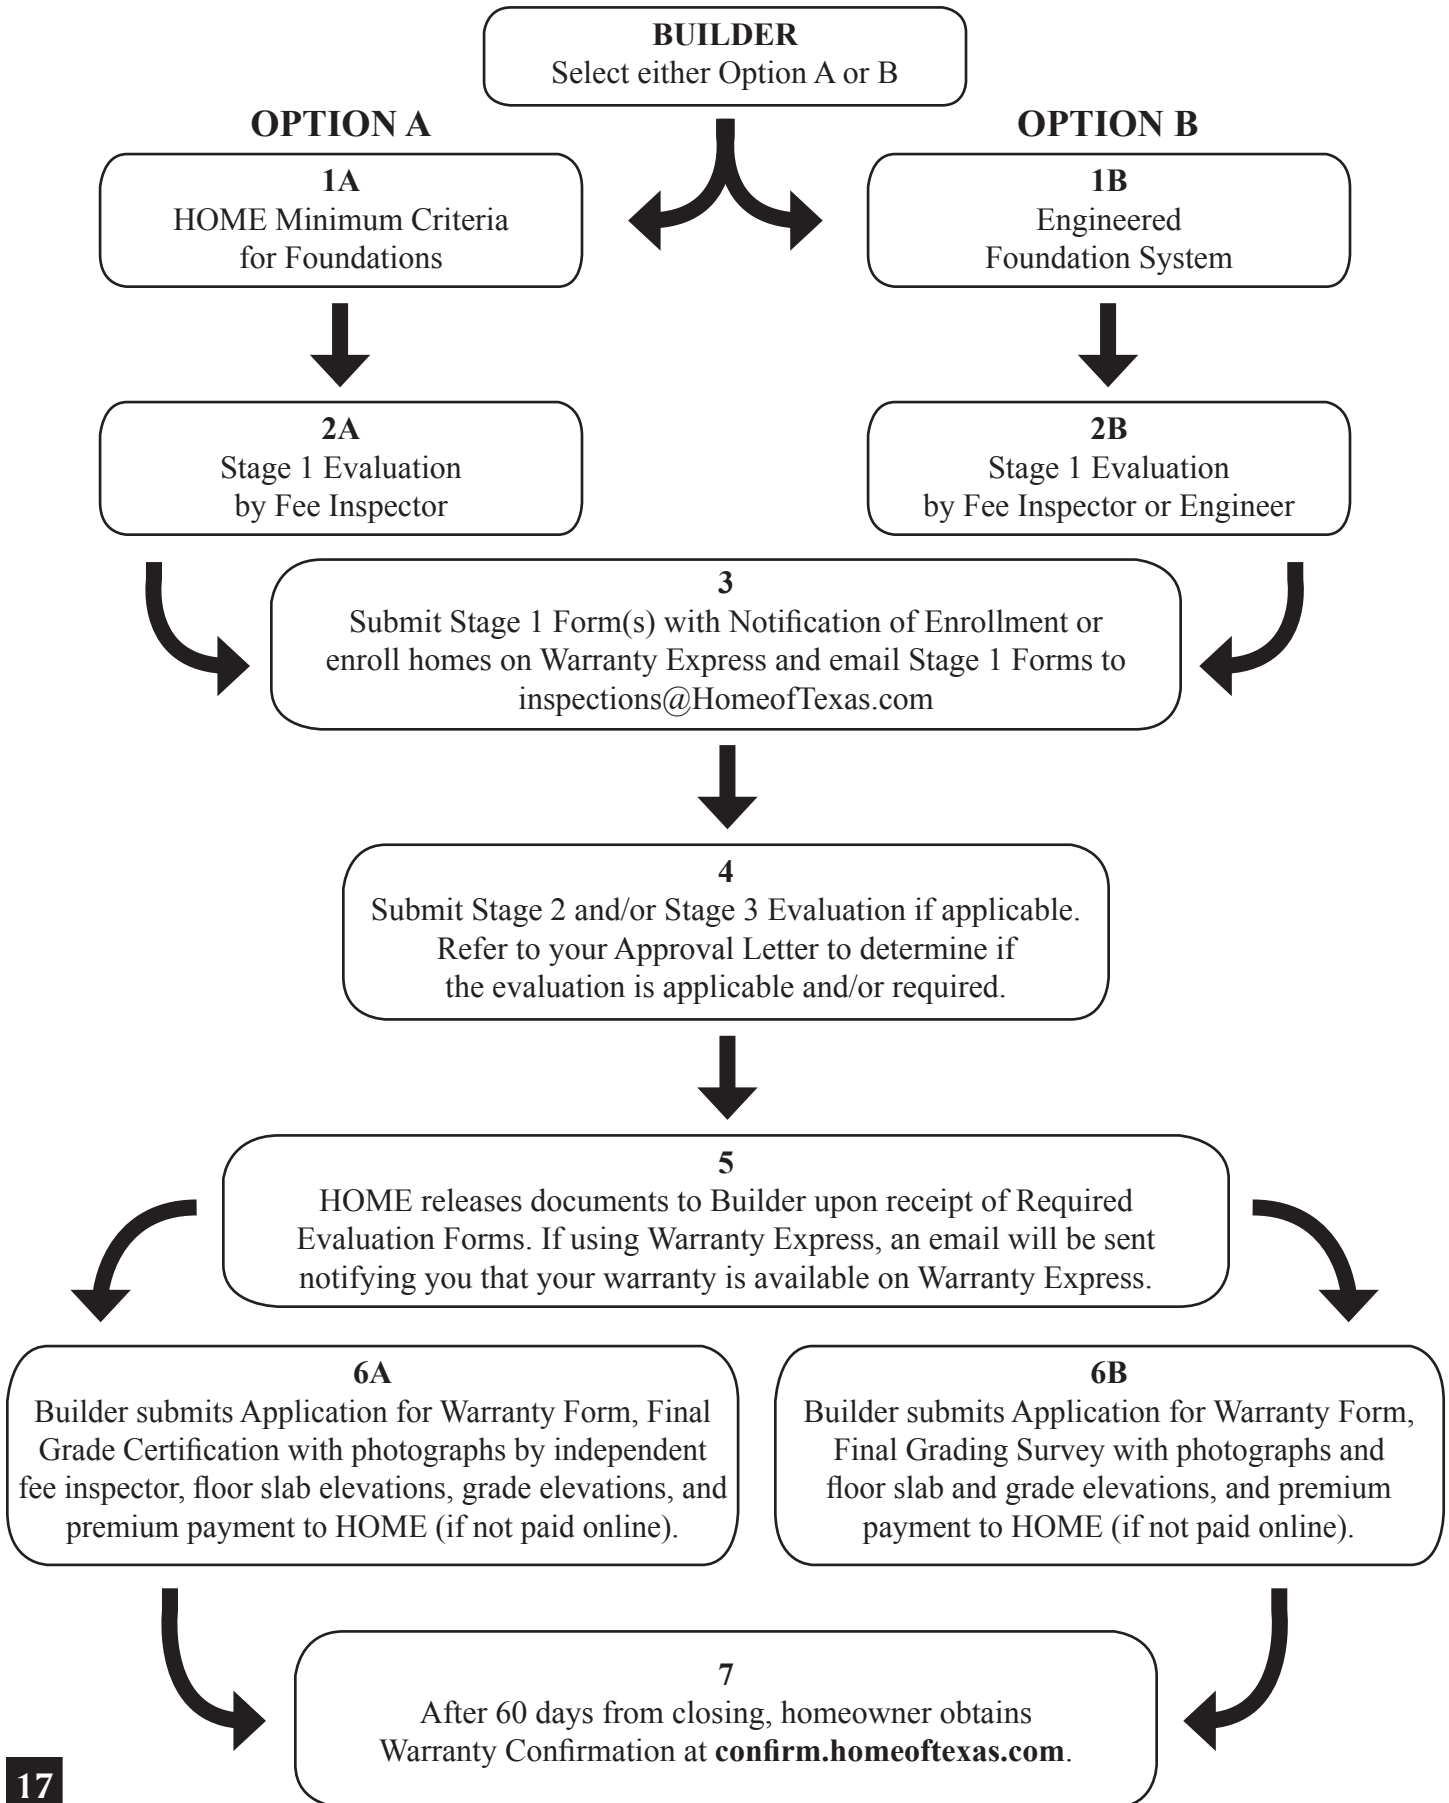 BUILDER
Select either Option A or B
OPTION A
OPTION B
1A
HOME Minimum Criteria
for Foundations
1B
Engineered
Foundation System
2A
Stage 1 Evaluation
by Fee Inspector
2B
Stage 1 Evaluation
by Fee Inspector or Engineer
3
Submit Stage 1 Form(s) with Notification of Enrollment or
enroll homes on Warranty Express and email Stage 1 Forms to
inspections@HomeofTexas.com
4
Submit Stage 2 and/or Stage 3 Evaluation if applicable.
Refer to your Approval Letter to determine if
the evaluation is applicable and/or required.
5
HOME releases documents to Builder upon receipt of Required
Evaluation Forms. If using Warranty Express, an email will be sent
notifying you that your warranty is available on Warranty Express.
6A
Builder submits Application for Warranty Form, Final
Grade Certification with photographs by independent
fee inspector, floor slab elevations, grade elevations, and
premium payment to HOME (if not paid online).
6B
Builder submits Application for Warranty Form,
Final Grading Survey with photographs and
floor slab and grade elevations, and premium
payment to HOME (if not paid online).
7
After 60 days from closing, homeowner obtains
Warranty Confirmation at confirm.homeoftexas.com.
17